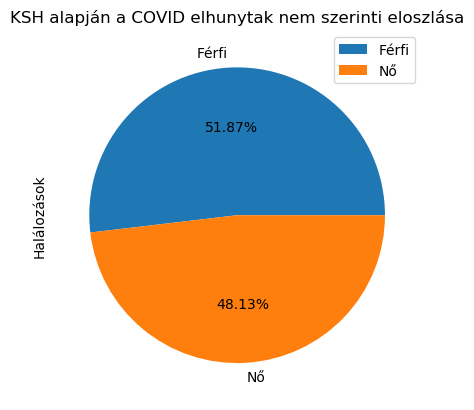 KSH alapján a COVID elhunytak nem szerinti eloszlása
Férfi
Nő
Férfi
51.87%
Halálozások
48.13%
Nő